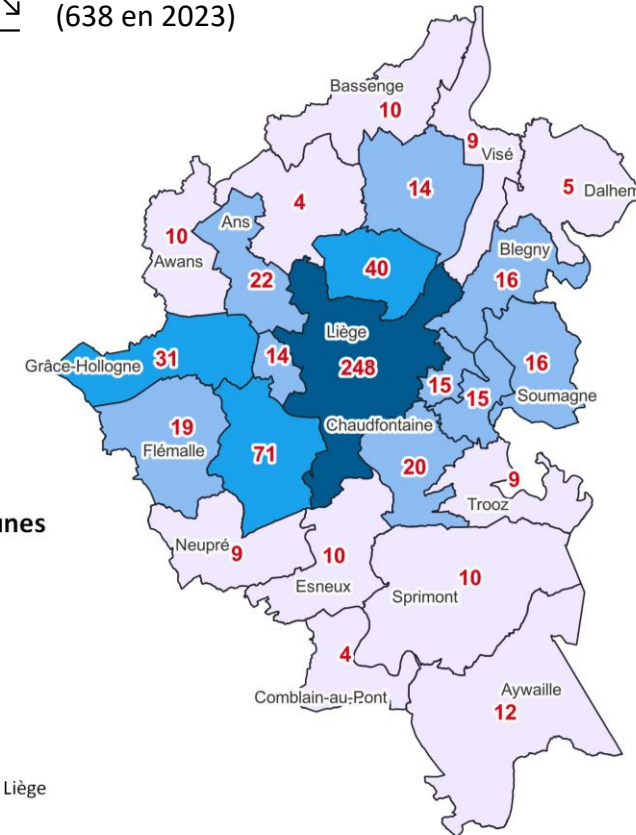 (638 en 2023)
Bassenge
10
9
Visé
14
5
Dalhem
4
Ans
10
Awans
Blegny
40
22
16
Liège
Grâce-Hollogne
31
14
248
16
15
15
Soumagne
Chaudfontaine
19
Flémalle
71
20
9
Trooz
Neupré
9
10
Esneux
10
Sprimont
4
Comblain-au-Pont
Aywaille
12
Liège